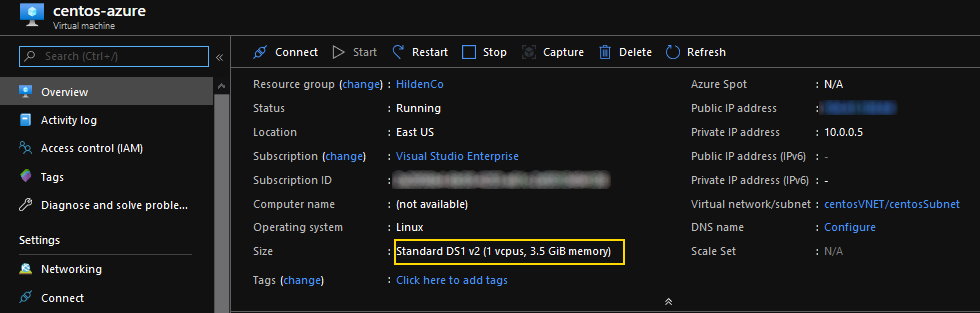 centos-azure
Virtual machine
Search (Ctrl+/)
«
Overview
Activity log
Access control (IAM)
Tags
Diagnose and solve proble...
Settings
Networking
Connect
Connect Start Restart Stop Capture Delete Refresh
Resource group (change) : HildenCo
Status : Running
Location : East US
Subscription (change) : Visual Studio Enterprise
Subscription ID :
Computer name : (not available)
Operating system : Linux
Size : Standard DS1 v2 (1 vcpus, 3.5 GiB memory)
Tags (change) : Click here to add tags
Azure Spot : N/A
Public IP address :
Private IP address : 10.0.0.5
Public IP address (IPv6) : -
Private IP address (IPv6) : -
Virtual network/subnet : centosVNET/centosSubnet
DNS name : Configure
Scale Set : N/A